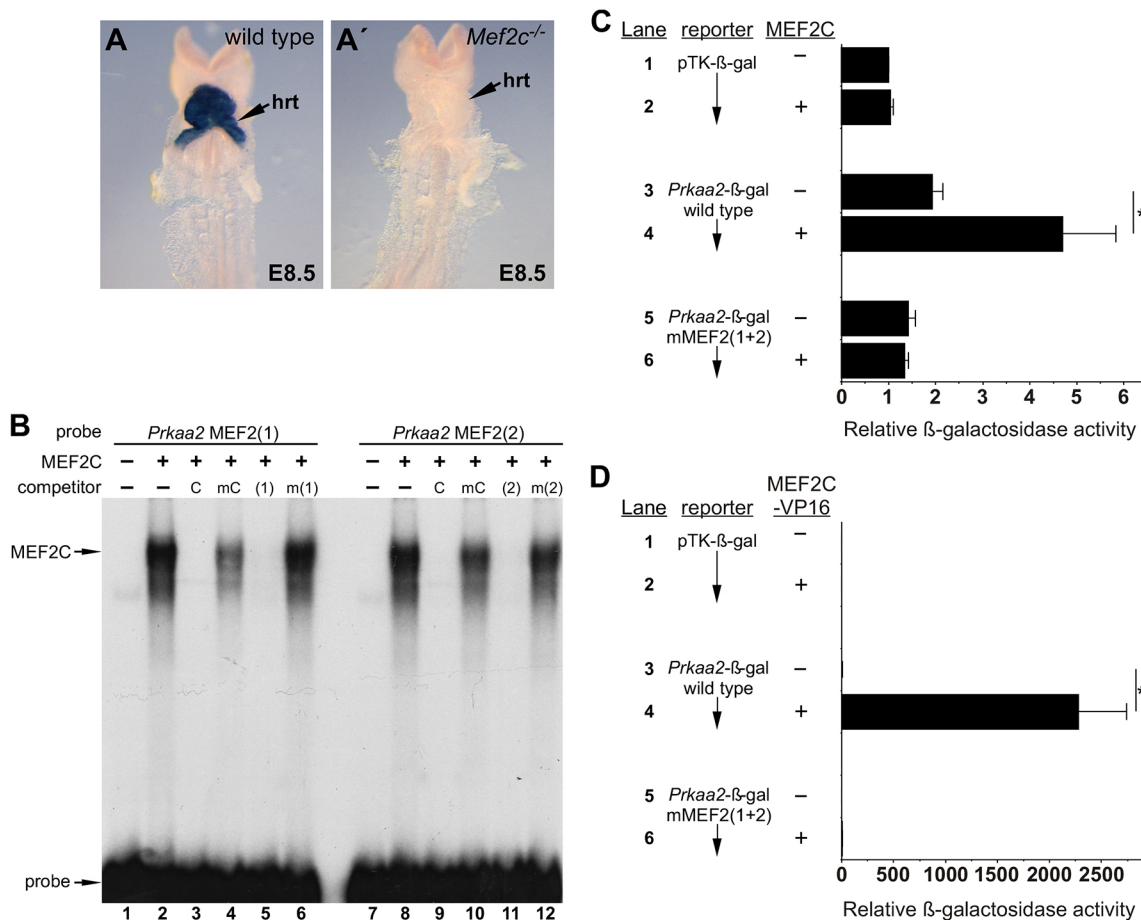 A
wild type
hrt
E8.5
A´
Mef2c-/-
hrt
E8.5
B
probe
Prkaa2 MEF2(1)
Prkaa2 MEF2(2)
MEF2C
− + + + + +
− + + + + +
competitor
− − C mC (1) m(1)
− − C mC (2) m(2)
MEF2C
probe
1 2 3 4 5 6 7 8 9 10 11 12
C
Lane reporter MEF2C
1 pTK-ß-gal −
2 +
3 Prkaa2-ß-gal −
wild type
4 +
*
5 Prkaa2-ß-gal −
mMEF2(1+2)
6 +
0 1 2 3 4 5 6
Relative ß-galactosidase activity
D
MEF2C
Lane reporter -VP16
1 pTK-ß-gal −
2 +
3 Prkaa2-ß-gal −
wild type
4 +
*
5 Prkaa2-ß-gal −
mMEF2(1+2)
6 +
0 500 1000 1500 2000 2500
Relative ß-galactosidase activity